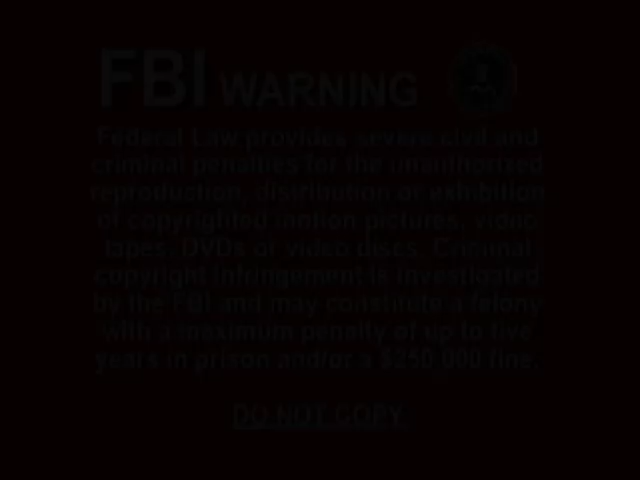 FBI WARNING
Federal Law provides severe civil and
criminal penalties for the unauthorized
reproduction, distribution or exhibition
of copyrighted motion pictures, video
tapes, DVDs or video discs. Criminal
copyright infringement is investigated
by the FBI and may constitute a felony
with a maximum penalty of up to five
years in prison and/or a $250,000 fine.
DO NOT COPY